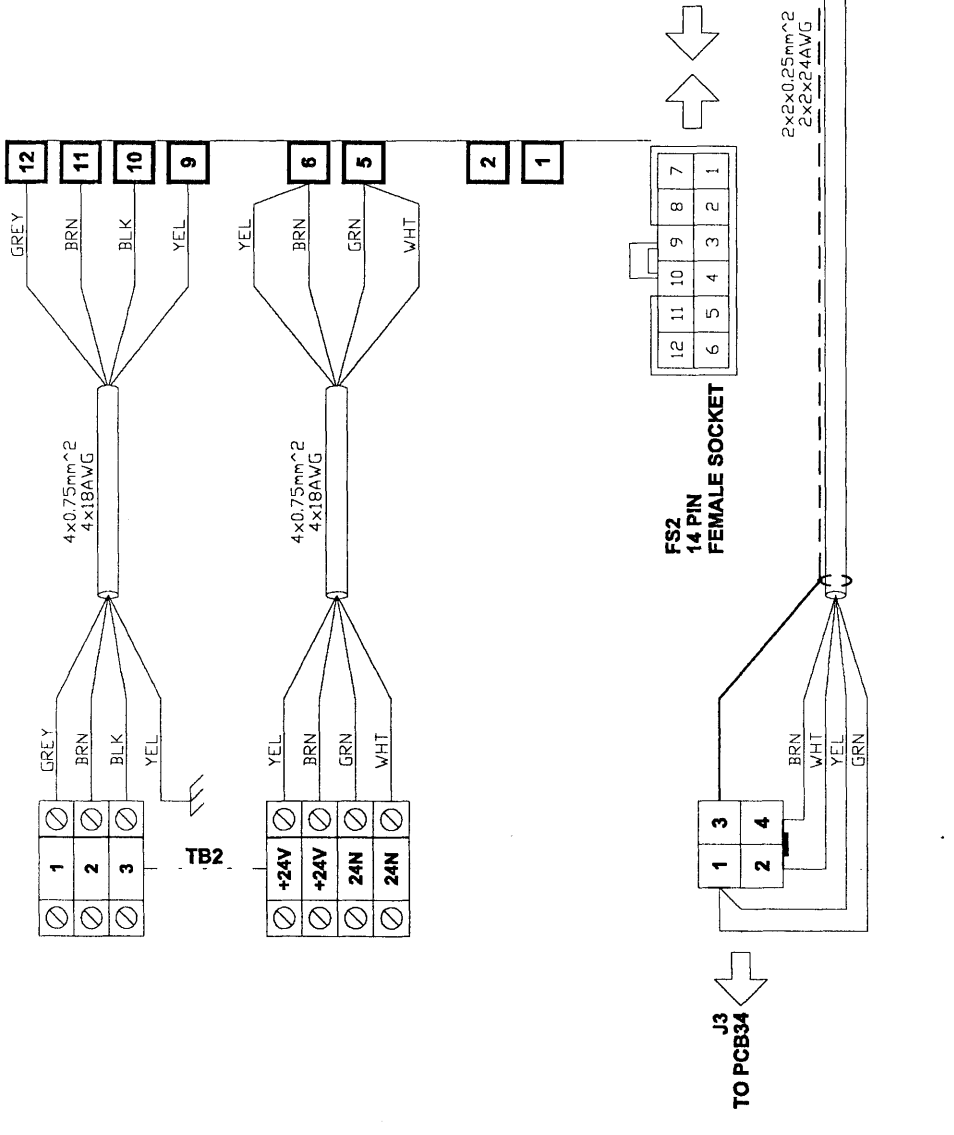 12
11
10
9
6
5
2
1
GREY
BRN
BLK
YEL
YEL
BRN
GRN
WHT
4x0.75mm^2
4x18AWG
4x0.75mm^2
4x18AWG
GREY
BRN
BLK
YEL
YEL
BRN
GRN
WHT
1
2
3
TB2
+24V
+24V
24N
24N
2x2x0.25mm^2
2x2x24AWG
7
8
9
10
11
12
1
2
3
4
5
6
FS2
14 PIN
FEMALE SOCKET
BRN
WHT
YEL
GRN
3
4
1
2
J3
TO PCB34